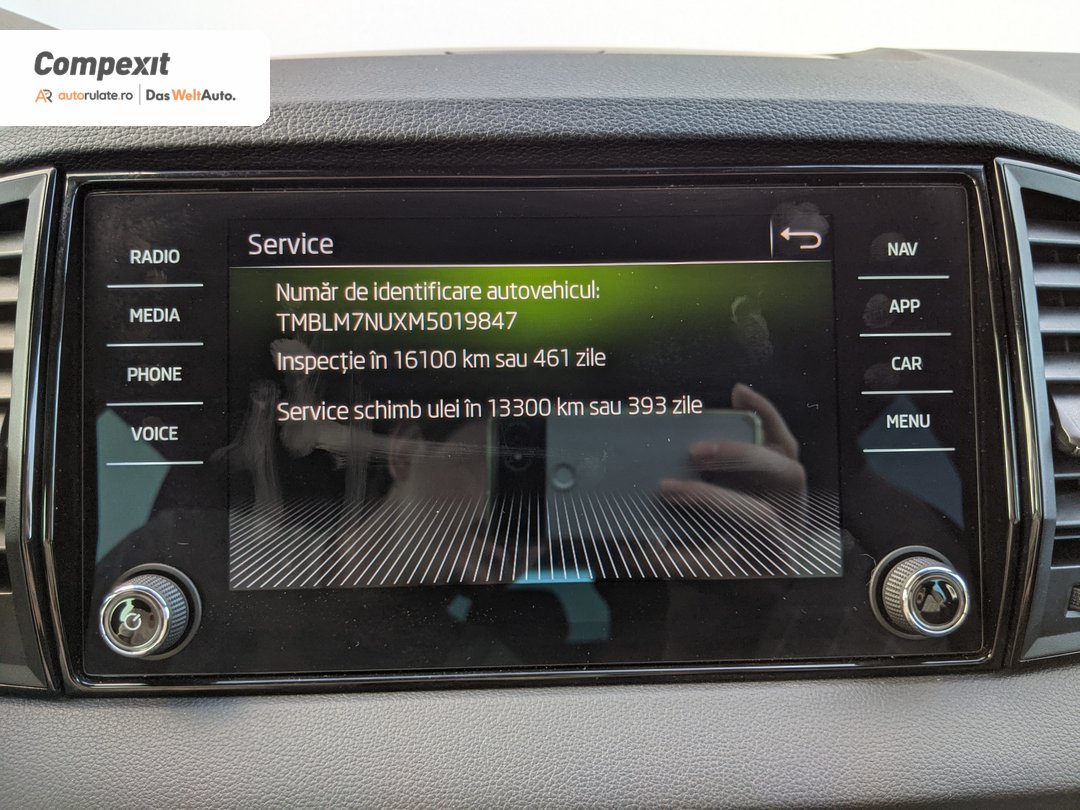 Compexit
AR autorulate.ro | Das WeltAuto.
Service
RADIO
MEDIA
PHONE
VOICE
Număr de identificare autovehicul:
TMBLM7NUXM5019847
Inspecție în 16100 km sau 461 zile
Service schimb ulei în 13300 km sau 393 zile
NAV
APP
CAR
MENU